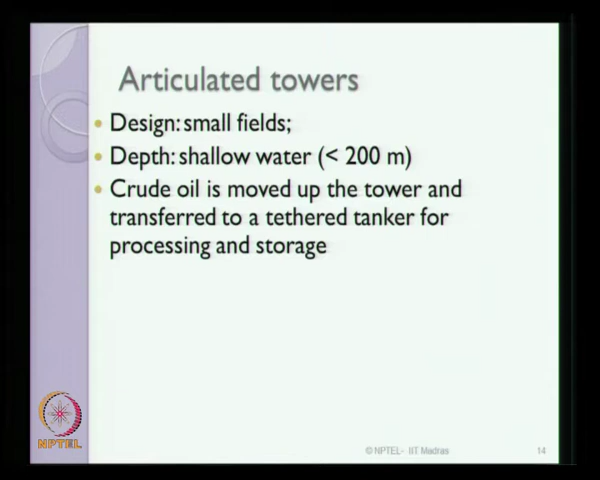 Articulated towers
Design: small fields;
Depth: shallow water (< 200 m)
Crude oil is moved up the tower and
transferred to a tethered tanker for
processing and storage
NPTEL
© NPTEL- IIT Madras
14